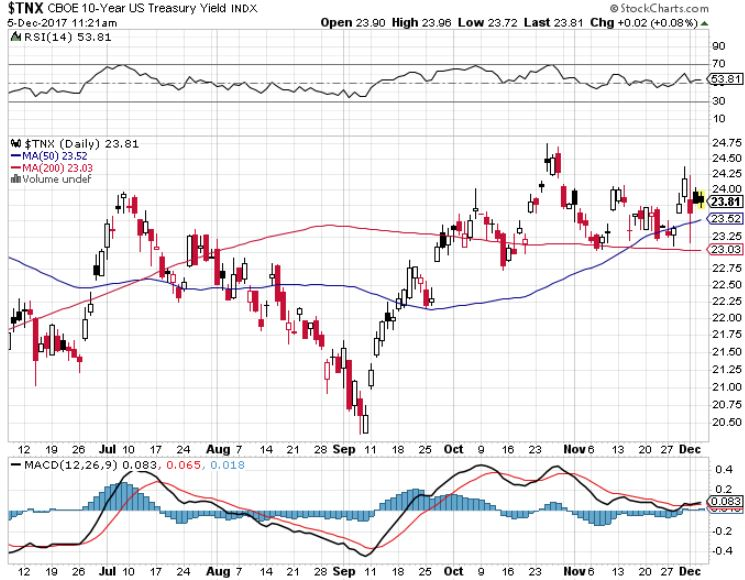 $TNX CBOE 10-Year US Treasury Yield INDX © StockCharts.com
5-Dec-2017 11:21am Open 23.90 High 23.96 Low 23.72 Last 23.81 Chg +0.02 (+0.08%)
RSI(14) 53.81
90
70
53.81
30
10
$TNX (Daily) 23.81
MA(50) 23.52
MA(200) 23.03
Volume undef
24.75
24.50
24.25
24.00
23.81
23.52
23.25
23.03
22.75
22.50
22.25
22.00
21.75
21.50
21.25
21.00
20.75
20.50
12 19 26 Jul 10 17 24 Aug 7 14 21 28 Sep 11 18 25 Oct 9 16 23 Nov 6 13 20 27 Dec
MACD(12,26,9) 0.083, 0.065, 0.018
0.4
0.2
0.083
-0.2
-0.4
12 19 26 Jul 10 17 24 Aug 7 14 21 28 Sep 11 18 25 Oct 9 16 23 Nov 6 13 20 27 Dec